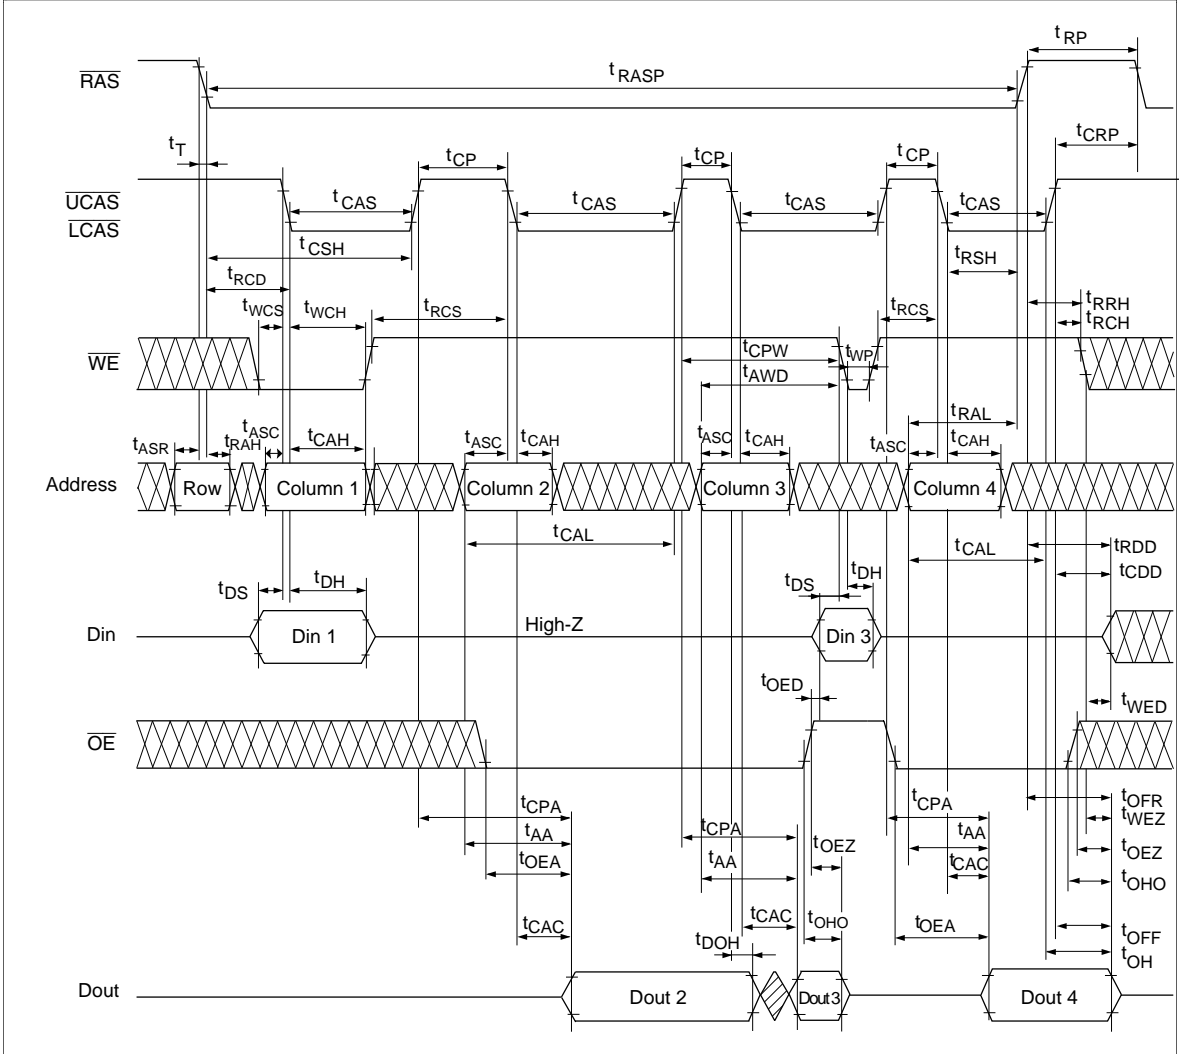 tRP
RAS
tRASP
tT
tCP
tCP
tCP
tCRP
UCAS
LCAS
tCAS
tCAS
tCAS
tCAS
tCSH
tRSH
tRCD
tWCS
tWCH
tRCS
tRCS
tRRH
tRCH
WE
tCPW
tWP
tAWD
tRAL
tASR
tRAH
tASC
tCAH
tASC
tCAH
tASC
tCAH
tASC
tCAH
Address
Row
Column 1
Column 2
Column 3
Column 4
tCAL
tCAL
tRDD
tCDD
tDS
tDH
tDS
tDH
Din
Din 1
High-Z
Din 3
tOED
tWED
OE
tCPA
tCPA
tCPA
tOFR
tWEZ
tAA
tAA
tAA
tOEZ
tOEZ
tOEA
tCAC
tOHO
tCAC
tCAC
tOHO
tOEA
tDOH
tOFF
tOH
Dout
Dout 2
Dout 3
Dout 4